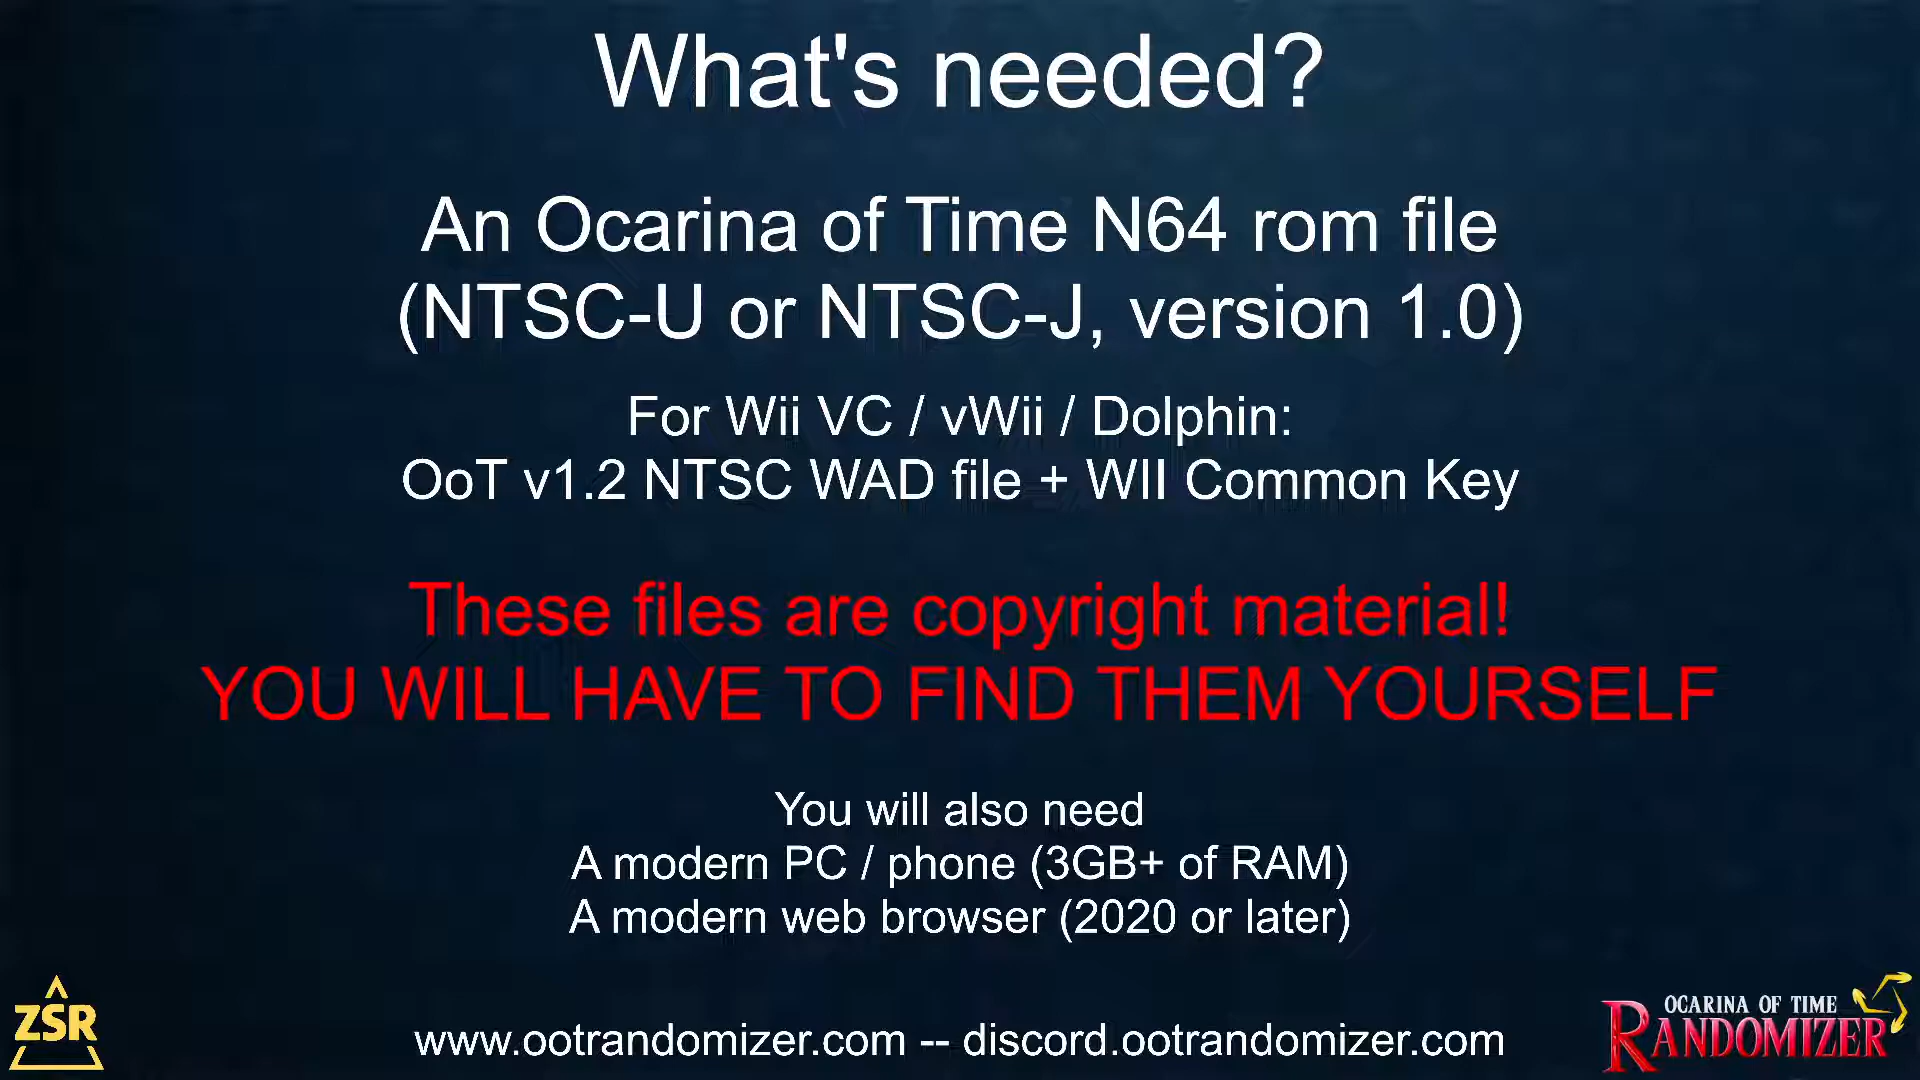 What's needed?
An Ocarina of Time N64 rom file
(NTSC-U or NTSC-J, version 1.0)
For Wii VC / vWii / Dolphin:
OoT v1.2 NTSC WAD file + WII Common Key
These files are copyright material!
YOU WILL HAVE TO FIND THEM YOURSELF
You will also need
A modern PC / phone (3GB+ of RAM)
A modern web browser (2020 or later)
ZSR
www.ootrandomizer.com -- discord.ootrandomizer.com
OCARINA OF TIME
RANDOMIZER